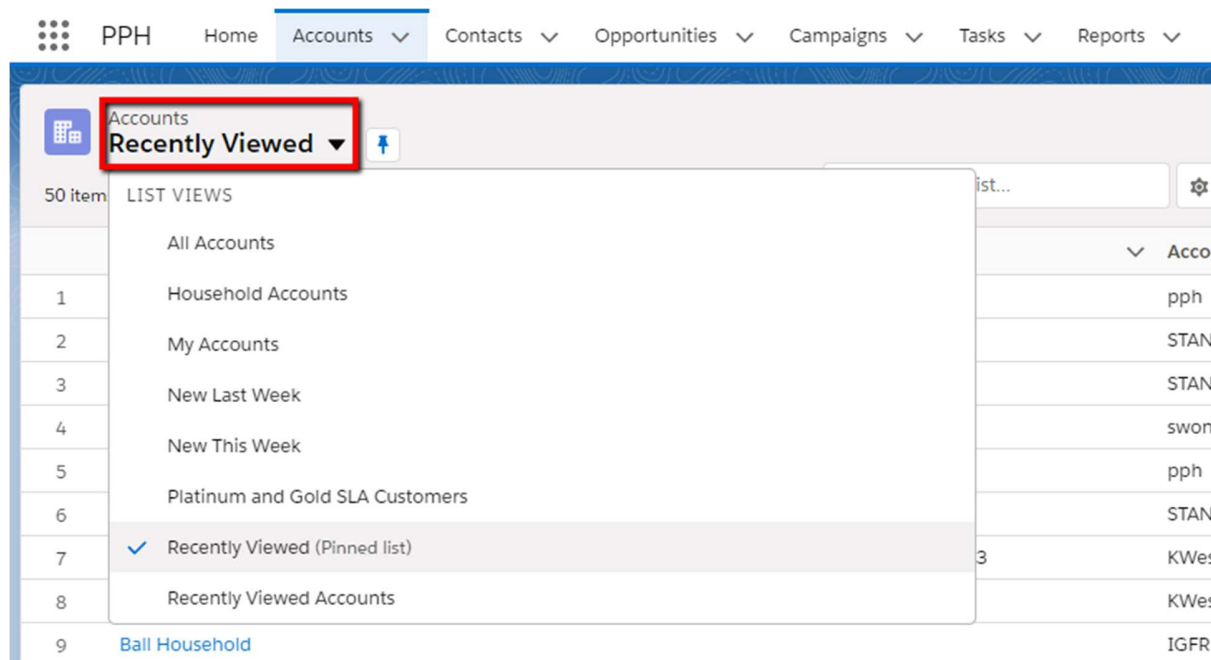 PPH Home Accounts Contacts Opportunities Campaigns Tasks Reports
Accounts
Recently Viewed
50 item
ist...
LIST VIEWS
All Accounts
Household Accounts
My Accounts
New Last Week
New This Week
Platinum and Gold SLA Customers
Recently Viewed (Pinned list)
Recently Viewed Accounts
Acco
1 pph
2 STAN
3 STAN
4 swon
5 pph
6 STAN
7 3 KWes
8 KWes
9 Ball Household IGFR